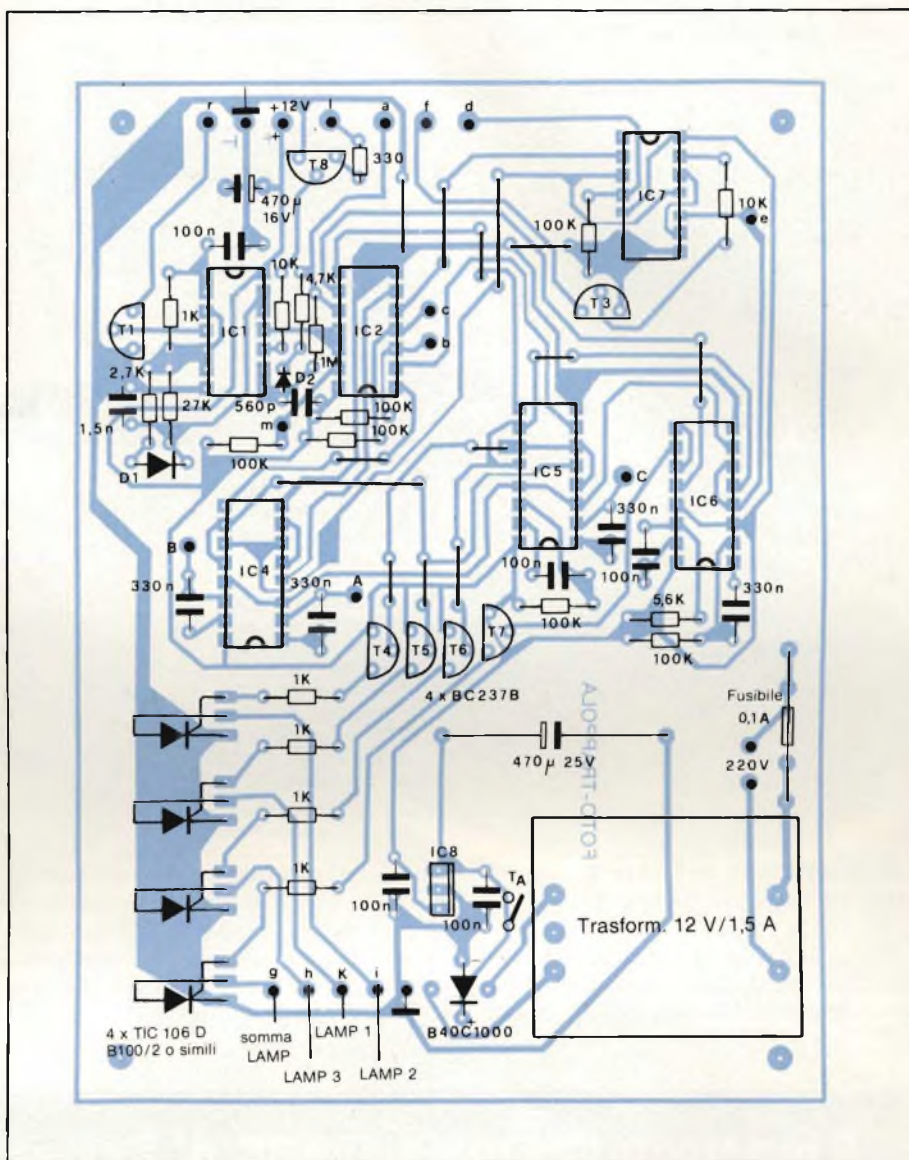 r
+12V
l
a
f
d
+
T8
330
IC7
470 µ
16V
10K
e
100K
100n
10K
4,7K
T1
1K
IC1
IC2
c
T3
b
1M
2,7K
D2
27K
560p
100K
1,5n
m
100K
100K
D1
IC5
C
IC6
330n
B
IC4
330n
A
100n
100n
330n
330n
5,6K
100K
100K
T4
T5
T6
T7
4 x BC237B
1K
Fusibile
0,1A
1K
470 µ 25V
220V
1K
FOTO-TRAPPOLA
IC8
TA
1K
100n
100n
Trasform. 12 V/1,5 A
g
h
K
i
+
B40C1000
4 x TIC 106 D
B100/2 o simili
somma
LAMP
LAMP 1
LAMP 3
LAMP 2